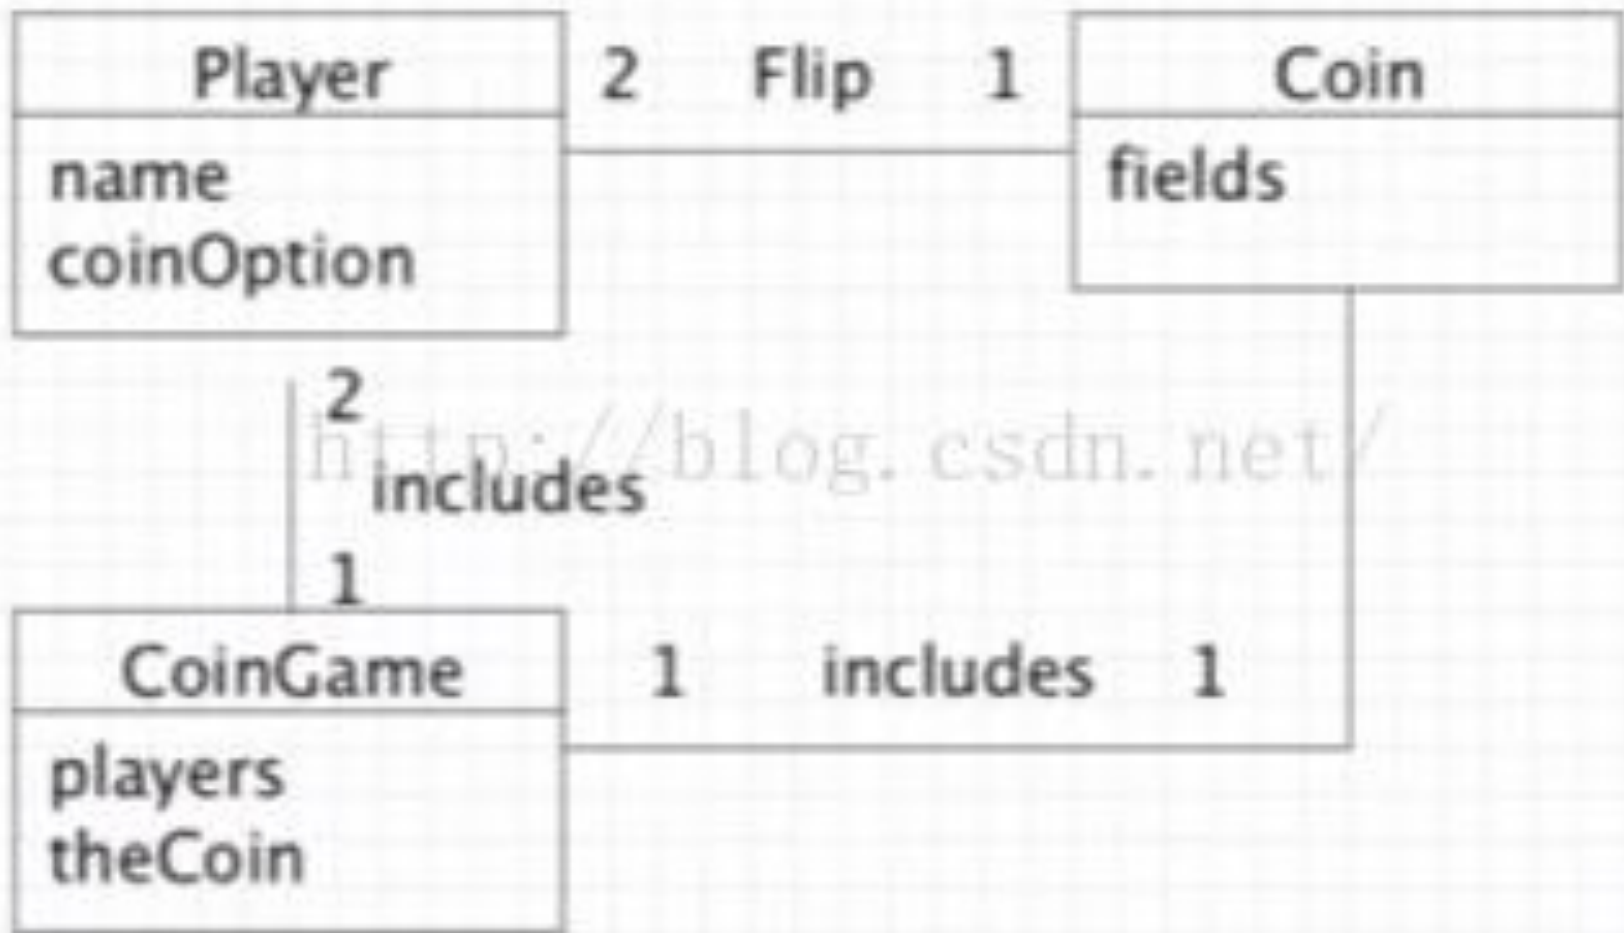 Player
2 Flip 1
Coin
name
coinOption
fields
2
includes
1
http://blog.csdn.net/
CoinGame
1 includes 1
players
theCoin